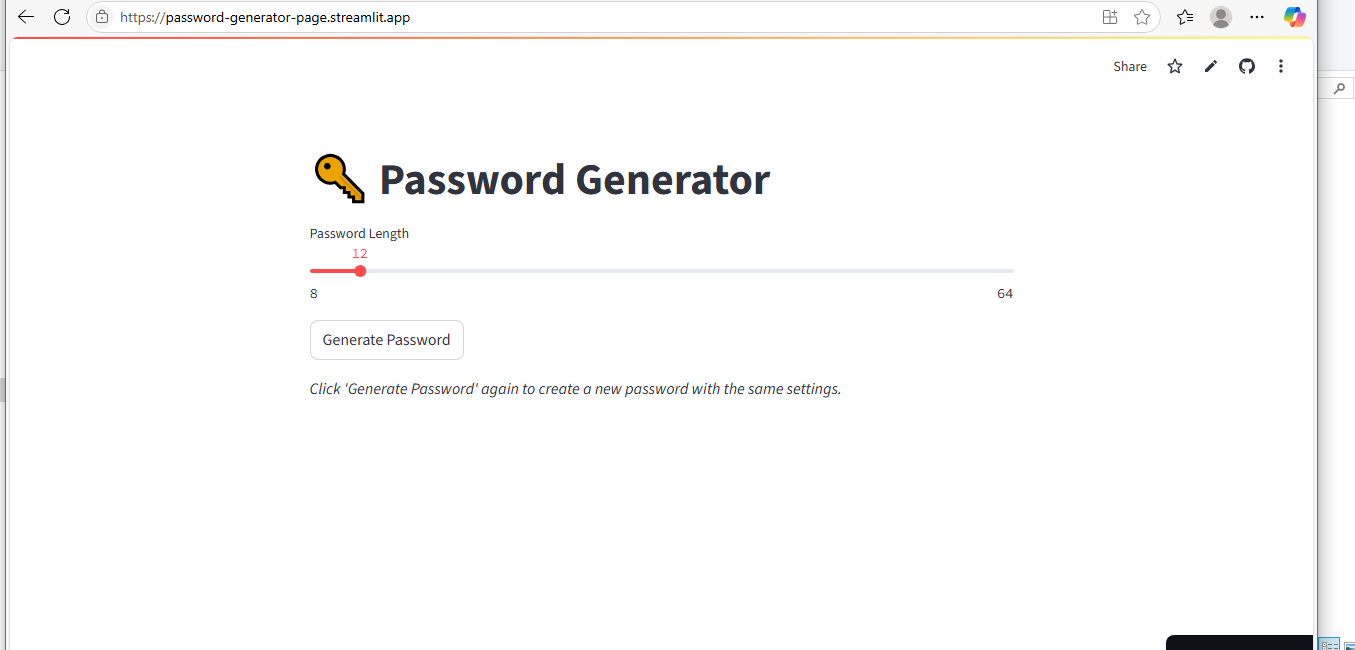 https://password-generator-page.streamlit.app
Share
Password Generator
Password Length
12
8
64
Generate Password
Click 'Generate Password' again to create a new password with the same settings.